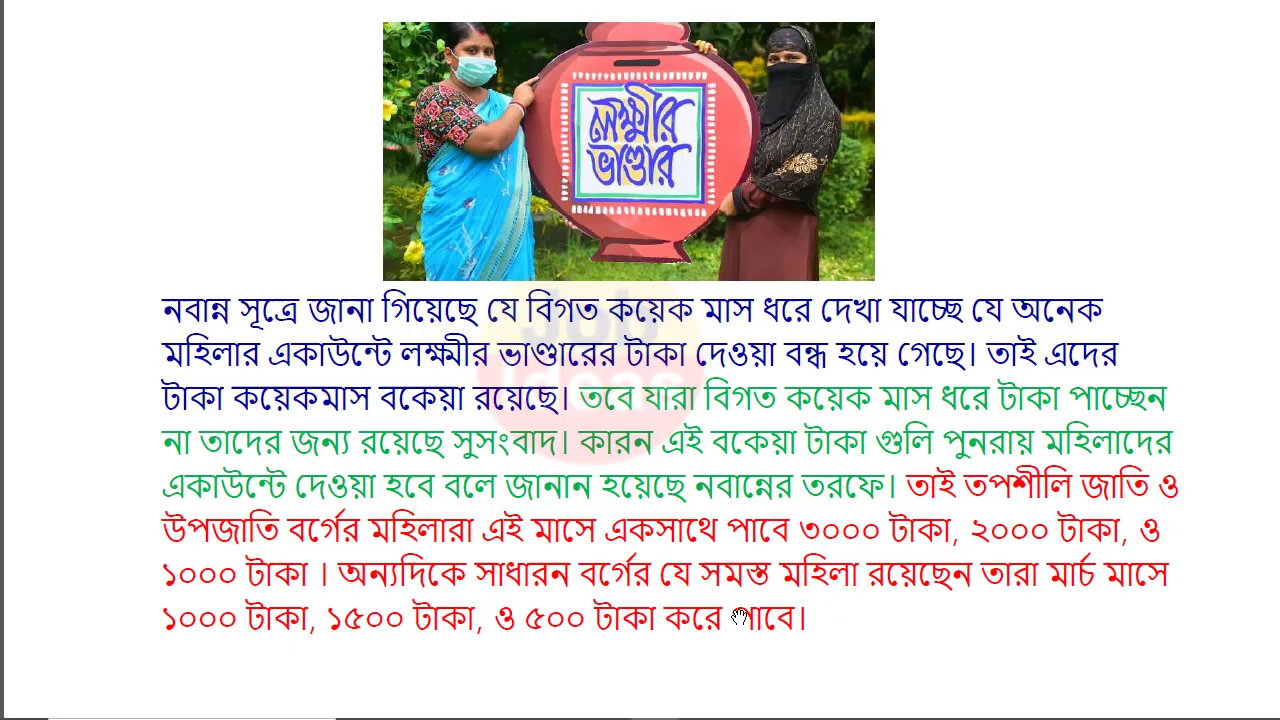 লক্ষ্মীর
ভাণ্ডার
নবান্ন সূত্রে জানা গিয়েছে যে বিগত কয়েক মাস ধরে দেখা যাচ্ছে যে অনেক
মহিলার একাউন্টে লক্ষ্মীর ভাণ্ডারের টাকা দেওয়া বন্ধ হয়ে গেছে। তাই এদের
টাকা কয়েকমাস বকেয়া রয়েছে। তবে যারা বিগত কয়েক মাস ধরে টাকা পাচ্ছেন
না তাদের জন্য রয়েছে সুসংবাদ। কারন এই বকেয়া টাকা গুলি পুনরায় মহিলাদের
একাউন্টে দেওয়া হবে বলে জানান হয়েছে নবান্নের তরফে। তাই তপশীলি জাতি ও
উপজাতি বর্গের মহিলারা এই মাসে একসাথে পাবে ৩০০০ টাকা, ২০০০ টাকা, ও
১০০০ টাকা । অন্যদিকে সাধারন বর্গের যে সমস্ত মহিলা রয়েছেন তারা মার্চ মাসে
১০০০ টাকা, ১৫০০ টাকা, ও ৫০০ টাকা করে পাবে।
Job
Ideas